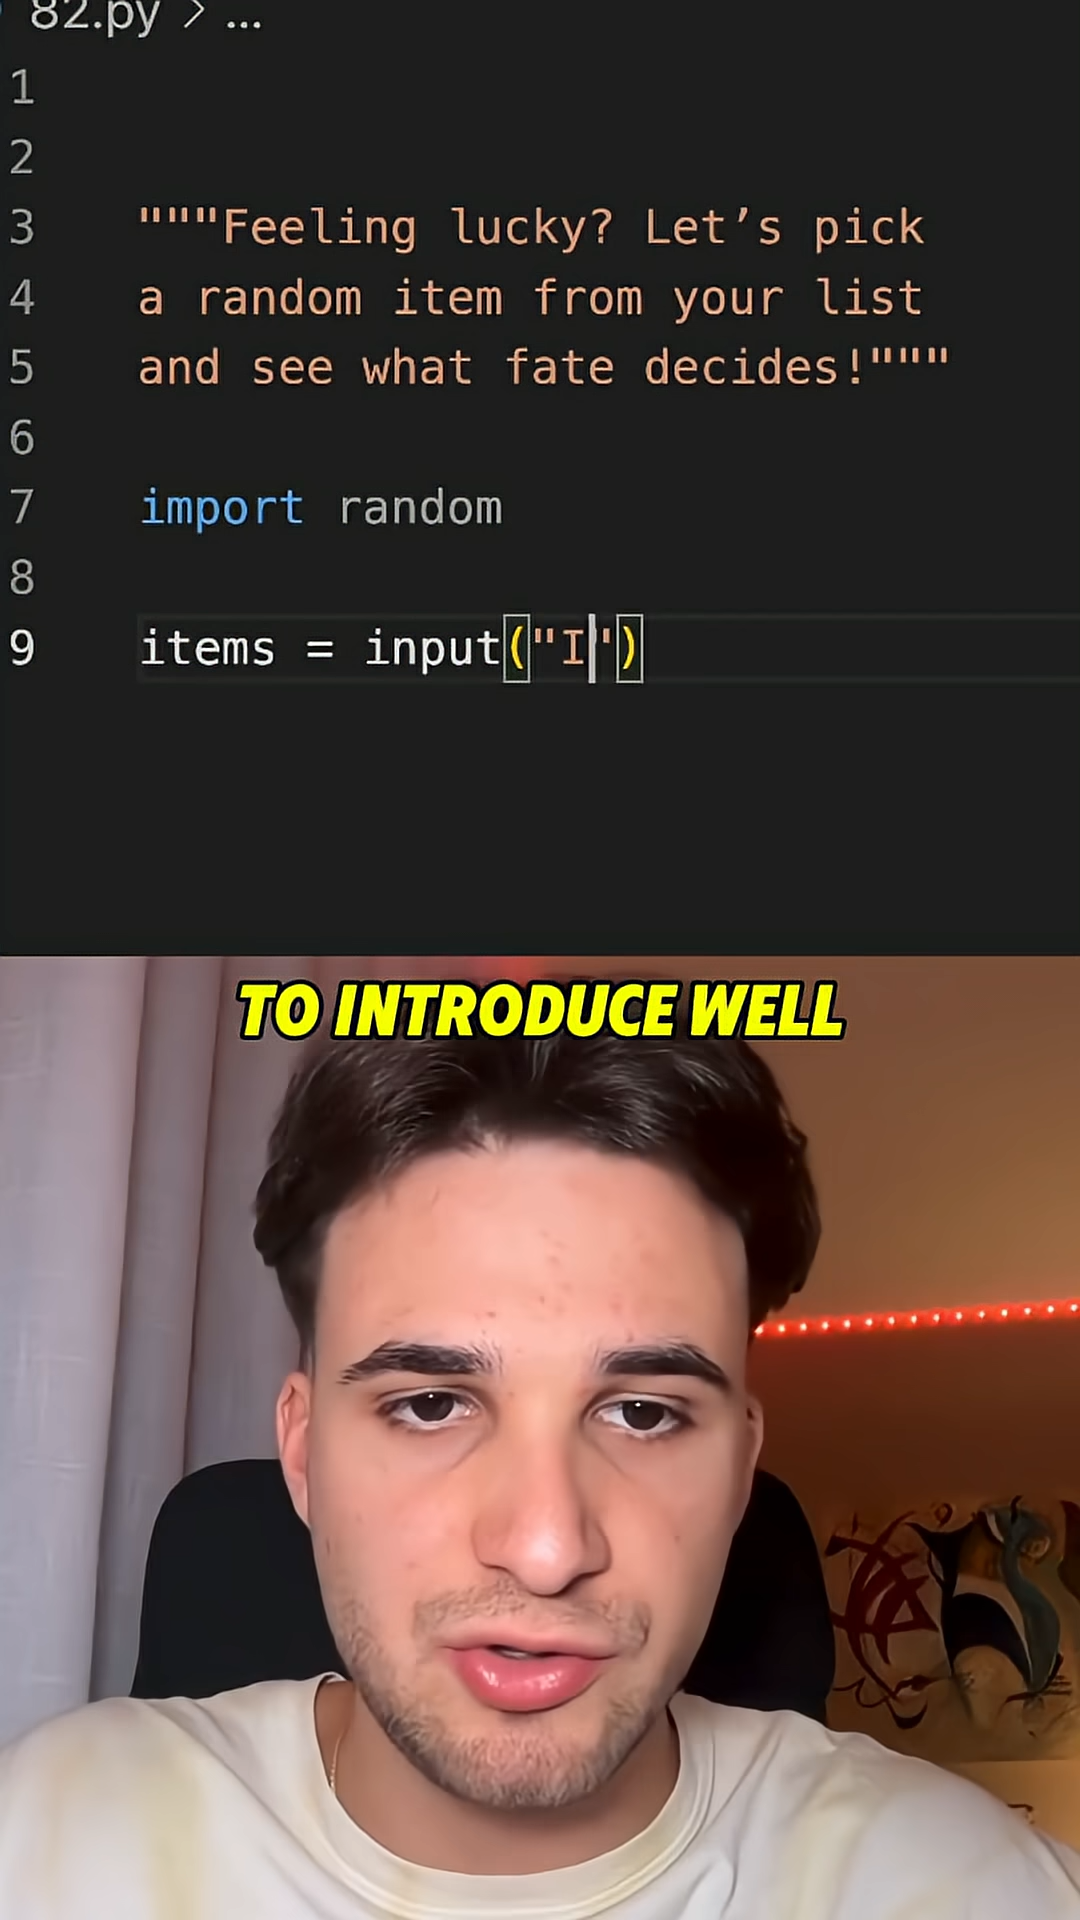 82.py > ...
1
2
3 """Feeling lucky? Let’s pick
4 a random item from your list
5 and see what fate decides!"""
6
7 import random
8
9 items = input("I")
TO INTRODUCE WELL